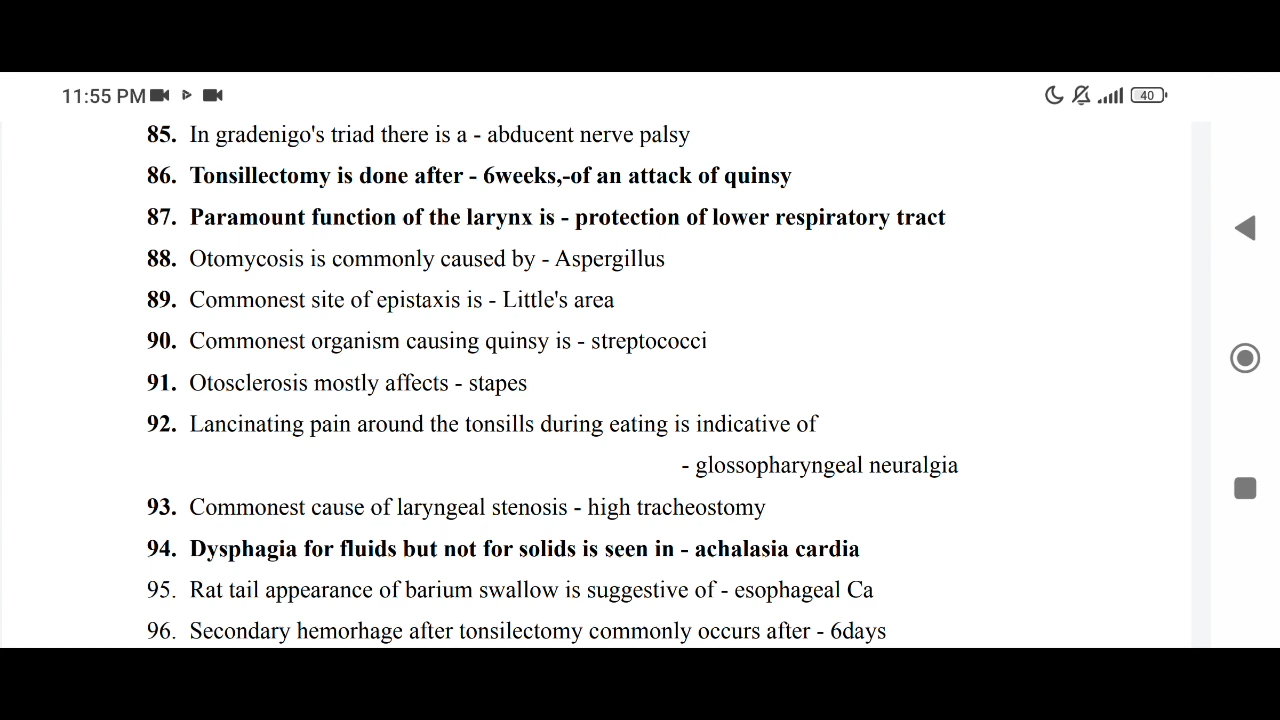 11:55 PM
40
85. In gradenigo's triad there is a - abducent nerve palsy
86. Tonsillectomy is done after - 6weeks,-of an attack of quinsy
87. Paramount function of the larynx is - protection of lower respiratory tract
88. Otomycosis is commonly caused by - Aspergillus
89. Commonest site of epistaxis is - Little's area
90. Commonest organism causing quinsy is - streptococci
91. Otosclerosis mostly affects - stapes
92. Lancinating pain around the tonsills during eating is indicative of
- glossopharyngeal neuralgia
93. Commonest cause of laryngeal stenosis - high tracheostomy
94. Dysphagia for fluids but not for solids is seen in - achalasia cardia
95. Rat tail appearance of barium swallow is suggestive of - esophageal Ca
96. Secondary hemorhage after tonsilectomy commonly occurs after - 6days